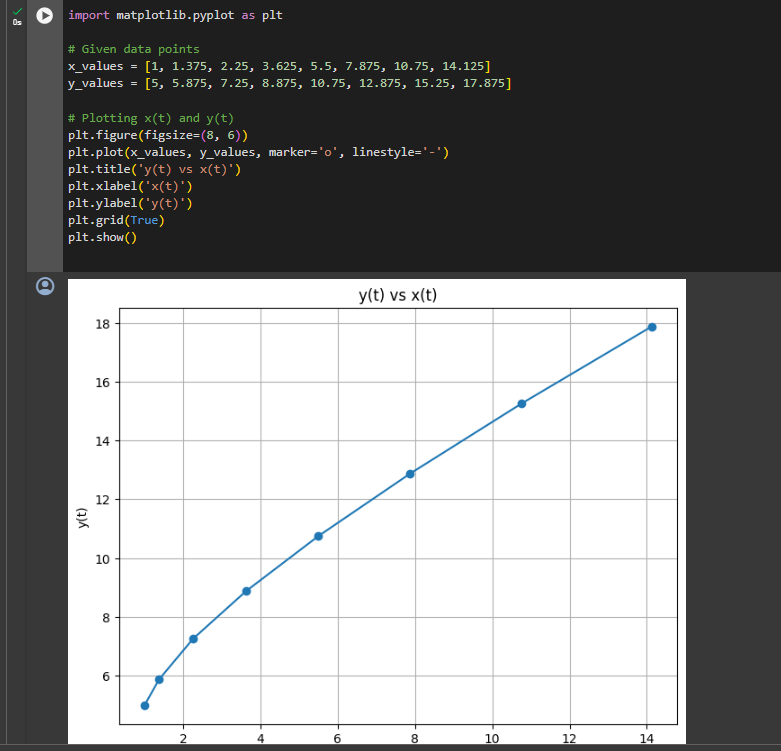 import matplotlib.pyplot as plt
# Given data points
x_values = [1, 1.375, 2.25, 3.625, 5.5, 7.875, 10.75, 14.125]
y_values = [5, 5.875, 7.25, 8.875, 10.75, 12.875, 15.25, 17.875]
# Plotting x(t) and y(t)
plt.figure(figsize=(8, 6))
plt.plot(x_values, y_values, marker='o', linestyle='-')
plt.title('y(t) vs x(t)')
plt.xlabel('x(t)')
plt.ylabel('y(t)')
plt.grid(True)
plt.show()
0s
y(t) vs x(t)
18
16
14
12
10
8
6
y(t)
2 4 6 8 10 12 14